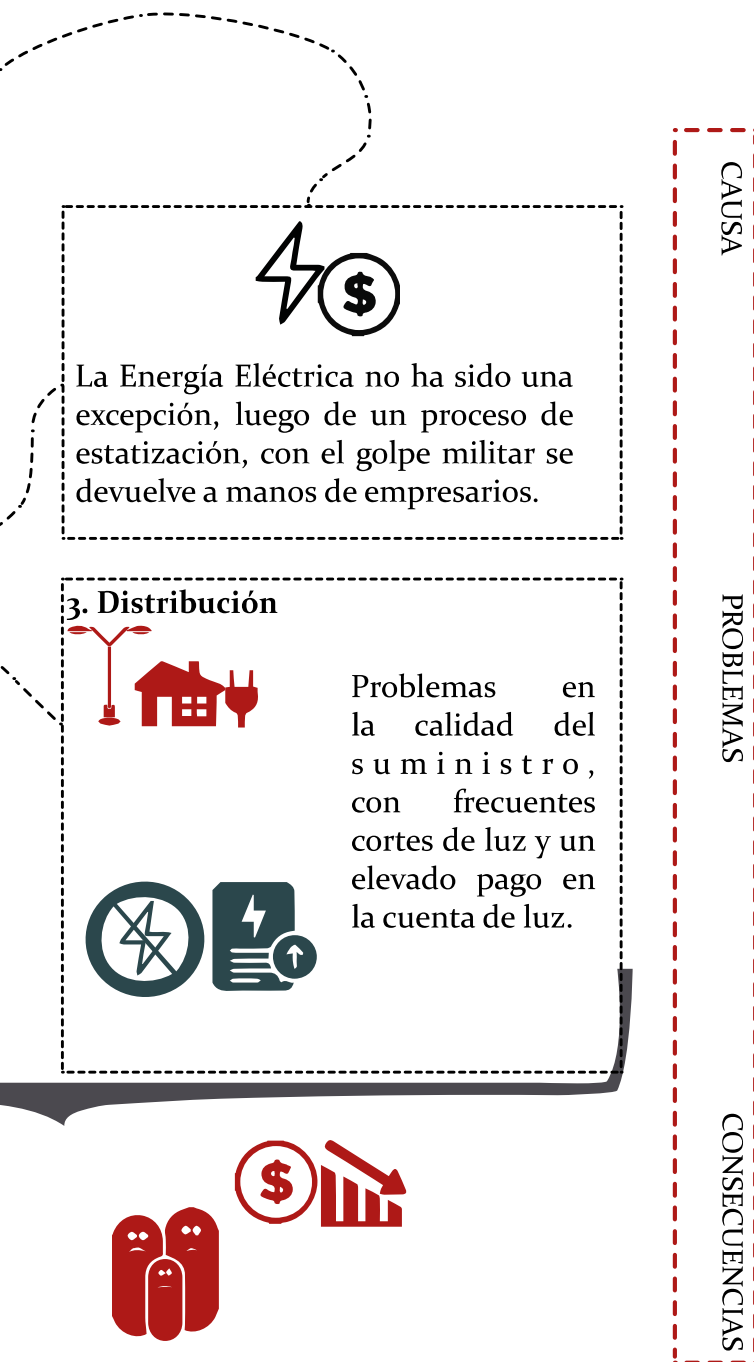 $
La Energía Eléctrica no ha sido una
excepción, luego de un proceso de
estatización, con el golpe militar se
devuelve a manos de empresarios.
3. Distribución
Problemas en
la calidad del
suministro,
con frecuentes
cortes de luz y un
elevado pago en
la cuenta de luz.
$
CAUSA
PROBLEMAS
CONSECUENCIAS